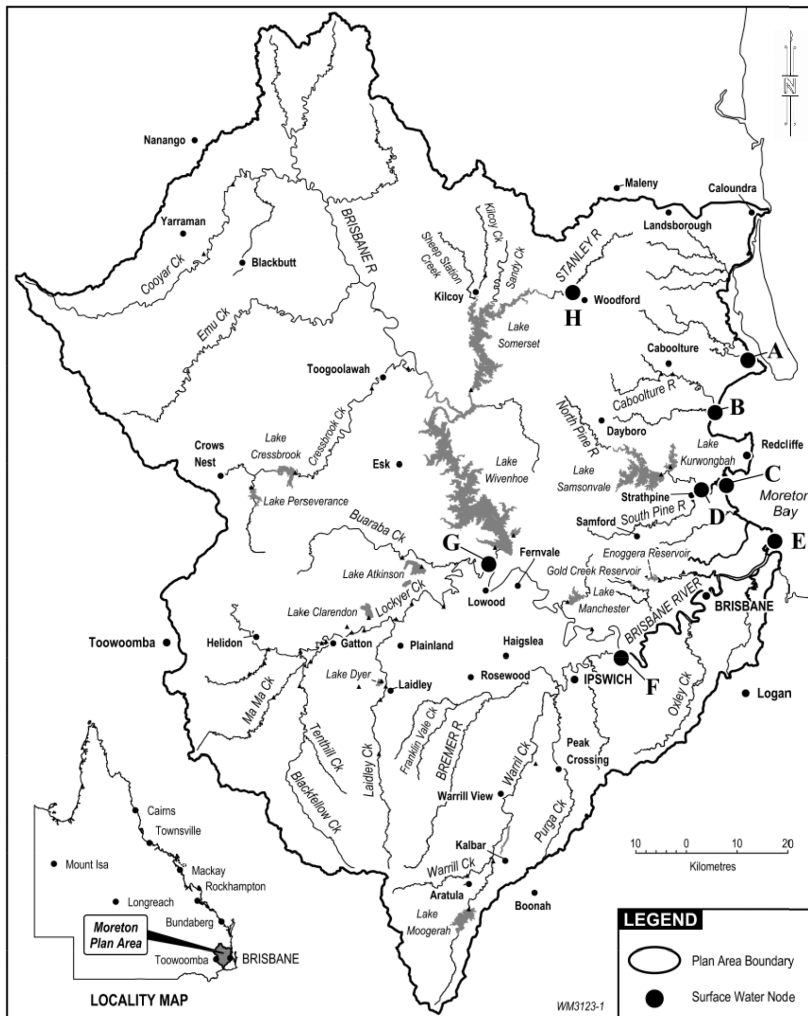 N
Maleny
Nanango
Caloundra
Landsborough
Yarraman
BRISBANE R
Kilcoy Ck
Sheep Station
Creek
Sandy Ck
STANLEY R
Cooyar Ck
Blackbutt
Kilcoy
Woodford
H
Emu Ck
Lake
Somerset
A
Caboolture
Toogoolawah
Caboolture R
B
Cressbrook Ck
North Pine R
Dayboro
Crows
Nest
Lake
Cressbrook
Esk
Lake
Wivenhoe
Lake
Kurwongbah
Redcliffe
Lake
Samsonvale
C
Lake Perseverance
Strathpine
D
Moreton
Bay
South Pine R
Buaraba Ck
Samford
G
Fernvale
Enoggera Reservoir
E
Lake Atkinson
Gold Creek Reservoir
Lockyer Ck
Lowood
Lake
Manchester
BRISBANE RIVER
BRISBANE
Lake Clarendon
Toowoomba
Helidon
Gatton
Plainland
Haigslea
F
Lake Dyer
Laidley
Rosewood
IPSWICH
Oxley Ck
Logan
Ma Ma Ck
Tenthill Ck
Blackfellow Ck
Laidley Ck
Franklin Vale Ck
BREMER R
Warril Ck
Peak
Crossing
Warrill View
Purga Ck
Kalbar
Warrill Ck
Aratula
Boonah
Lake
Moogerah
10 0 10 20
Kilometres
Cairns
Townsville
Mount Isa
Mackay
Rockhampton
Longreach
Bundaberg
Moreton
Plan Area
Toowoomba
BRISBANE
LOCALITY MAP
WM3123-1
LEGEND
Plan Area Boundary
Surface Water Node